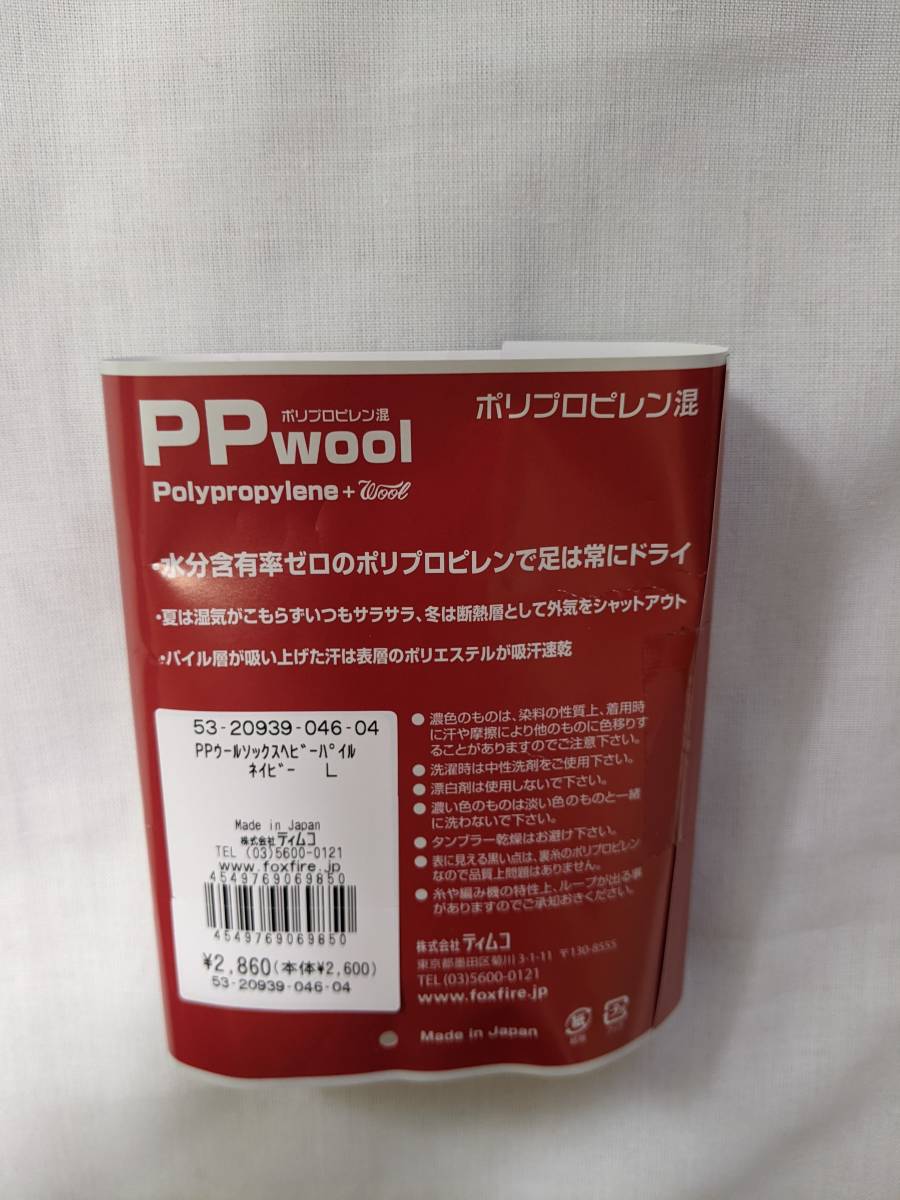 ポリプロピレン混
PP wool
Polypropylene + Wool
ポリプロピレン混
・水分含有率ゼロのポリプロピレンで足は常にドライ
・夏は湿気がこもらずいつもサラサラ、冬は断熱層として外気をシャットアウト
・パイル層が吸い上げた汗は表層のポリエステルが吸汗速乾
53-20939-046-04
PPウールソックスヘビーパイル
ネイビー L
Made in Japan
株式会社ティムコ
TEL (03)5600-0121
www.foxfire.jp
4549769069850
4549769069850
¥2,860(本体¥2,600)
53-20939-046-04
●濃色のものは、染料の性質上、着用時
に汗や摩擦により他のものに色移りす
ることがありますのでご注意下さい。
●洗濯時は中性洗剤をご使用下さい。
●漂白剤は使用しないで下さい。
●濃い色のものは淡い色のものと一緒
に洗わないで下さい。
●タンブラー乾燥はお避け下さい。
●表に見える黒い点は、裏糸のポリプロピレン
なので品質上問題はありません。
●糸や編み機の特性上、ループが出る事
がありますのでご承知おきください。
株式会社ティムコ
東京都墨田区菊川3-1-11 〒130-8555
TEL(03)5600-0121
www.foxfire.jp
Made in Japan